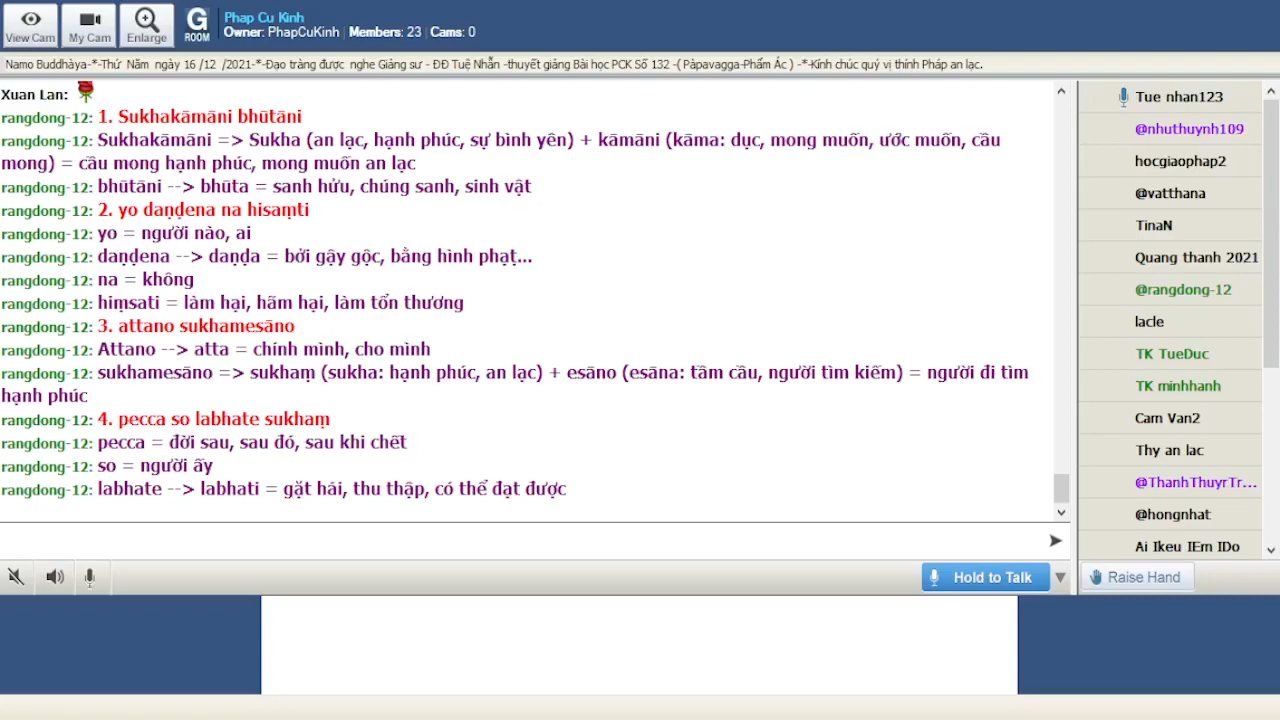 View Cam
My Cam
Enlarge
G
ROOM
Phap Cu Kinh
Owner: PhapCuKinh | Members: 23 | Cams: 0
Namo Buddhàya-*-Thứ Năm ngày 16 /12 /2021-*-Đạo tràng được nghe Giảng sư - ĐĐ Tuệ Nhẫn -thuyết giảng Bài học PCK Số 132 -( Pàpavagga-Phẩm Ác ) -*-Kính chúc quý vị thính Pháp an lạc.
Xuan Lan:
rangdong-12: 1. Sukhakāmāni bhūtāni
rangdong-12: Sukhakāmāni => Sukha (an lạc, hạnh phúc, sự bình yên) + kāmāni (kāma: dục, mong muốn, ước muốn, cầu
mong) = cầu mong hạnh phúc, mong muốn an lạc
rangdong-12: bhūtāni --> bhūta = sanh hửu, chúng sanh, sinh vật
rangdong-12: 2. yo daṇḍena na hisaṃti
rangdong-12: yo = người nào, ai
rangdong-12: daṇḍena --> daṇḍa = bởi gậy gộc, bằng hình phạt...
rangdong-12: na = không
rangdong-12: hiṃsati = làm hại, hãm hại, làm tổn thương
rangdong-12: 3. attano sukhamesāno
rangdong-12: Attano --> atta = chính mình, cho mình
rangdong-12: sukhamesāno => sukhaṃ (sukha: hạnh phúc, an lạc) + esāno (esāna: tầm cầu, người tìm kiếm) = người đi tìm
hạnh phúc
rangdong-12: 4. pecca so labhate sukhaṃ
rangdong-12: pecca = đời sau, sau đó, sau khi chết
rangdong-12: so = người ấy
rangdong-12: labhate --> labhati = gặt hái, thu thập, có thể đạt được
Tue nhan123
@nhuthuynh109
hocgiaophap2
@vatthana
TinaN
Quang thanh 2021
@rangdong-12
lacle
TK TueDuc
TK minhhanh
Cam Van2
Thy an lac
@ThanhThuyrTr...
@hongnhat
Ai Ikeu IEm IDo
Hold to Talk
Raise Hand